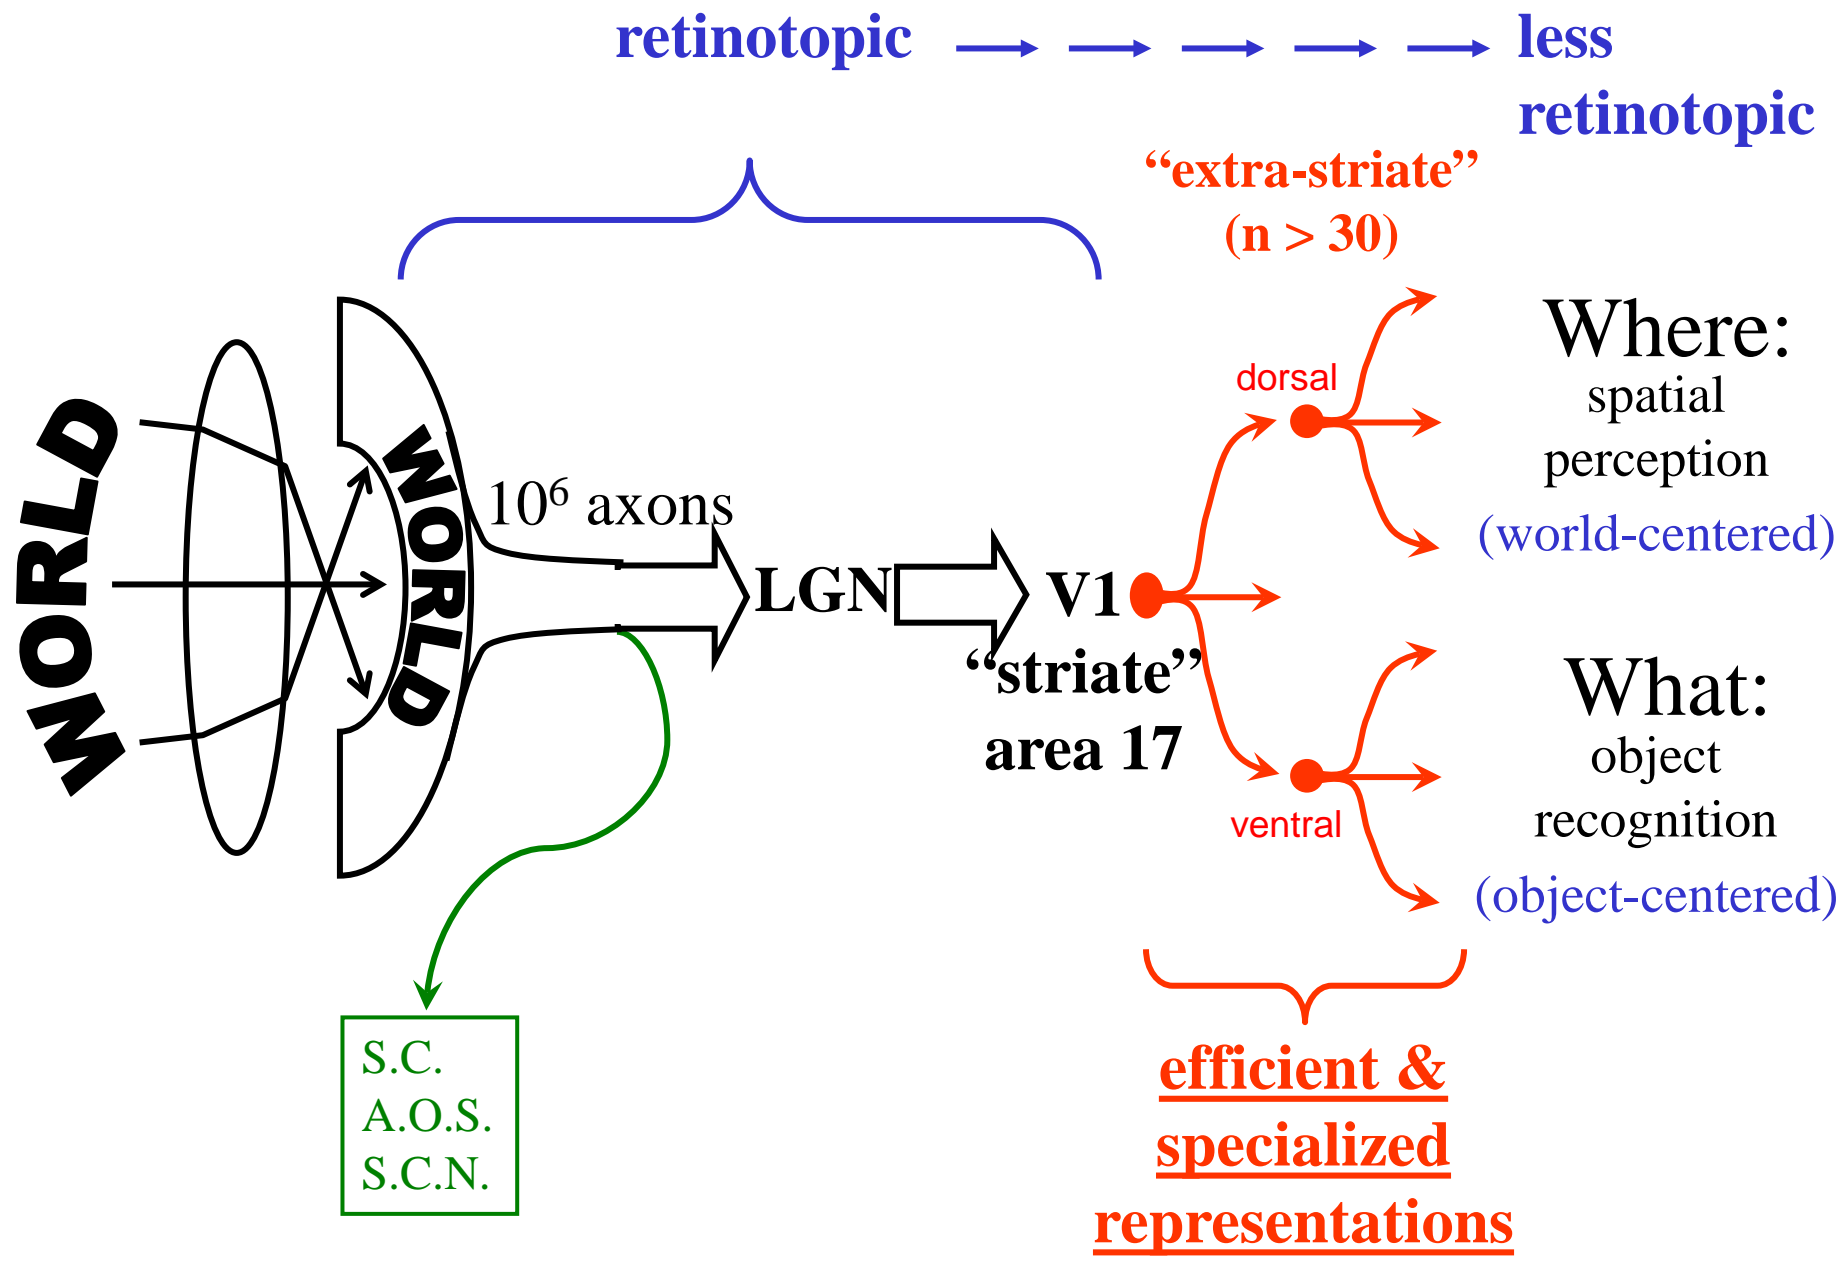 retinotopic
less
retinotopic
“extra-striate”
(n > 30)
WORLD
WORLD
10⁶ axons
LGN
V1
“striate”
area 17
dorsal
ventral
Where:
spatial
perception
(world-centered)
What:
object
recognition
(object-centered)
S.C.
A.O.S.
S.C.N.
efficient &
specialized
representations